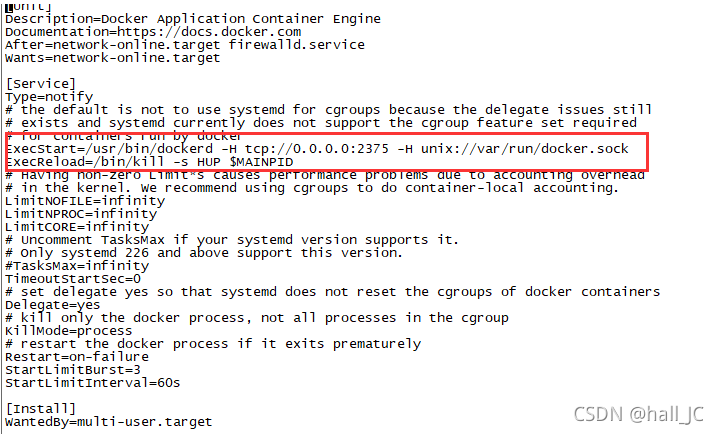 [Unit]
Description=Docker Application Container Engine
Documentation=https://docs.docker.com
After=network-online.target firewalld.service
Wants=network-online.target
[Service]
Type=notify
# the default is not to use systemd for cgroups because the delegate issues still
# exists and systemd currently does not support the cgroup feature set required
# for containers run by docker
ExecStart=/usr/bin/dockerd -H tcp://0.0.0.0:2375 -H unix://var/run/docker.sock
ExecReload=/bin/kill -s HUP $MAINPID
# Having non-zero Limit*s causes performance problems due to accounting overhead
# in the kernel. We recommend using cgroups to do container-local accounting.
LimitNOFILE=infinity
LimitNPROC=infinity
LimitCORE=infinity
# Uncomment TasksMax if your systemd version supports it.
# Only systemd 226 and above support this version.
#TasksMax=infinity
TimeoutStartSec=0
# set delegate yes so that systemd does not reset the cgroups of docker containers
Delegate=yes
# kill only the docker process, not all processes in the cgroup
KillMode=process
# restart the docker process if it exits prematurely
Restart=on-failure
StartLimitBurst=3
StartLimitInterval=60s
[Install]
WantedBy=multi-user.target
CSDN @hall_JC